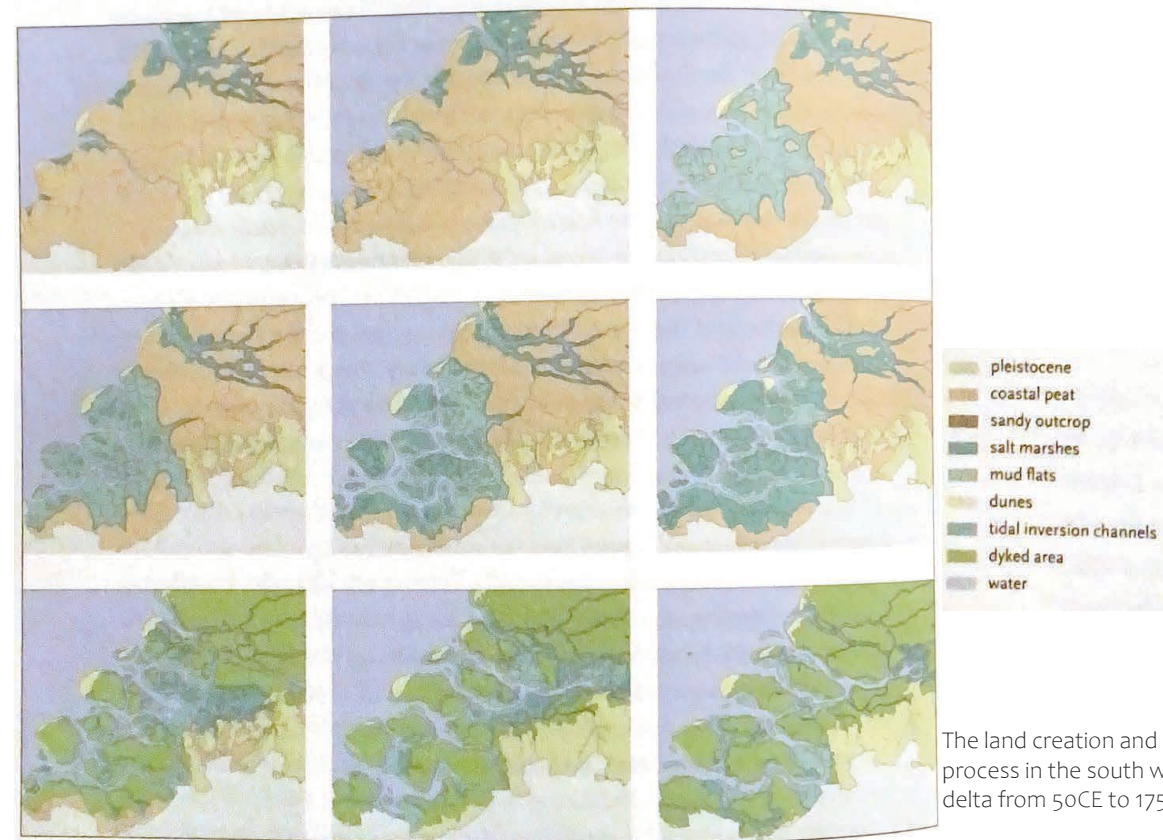 pleistocene
coastal peat
sandy outcrop
salt marshes
mud flats
dunes
tidal inversion channels
dyked area
water
The land creation and
process in the south w
delta from 50CE to 175